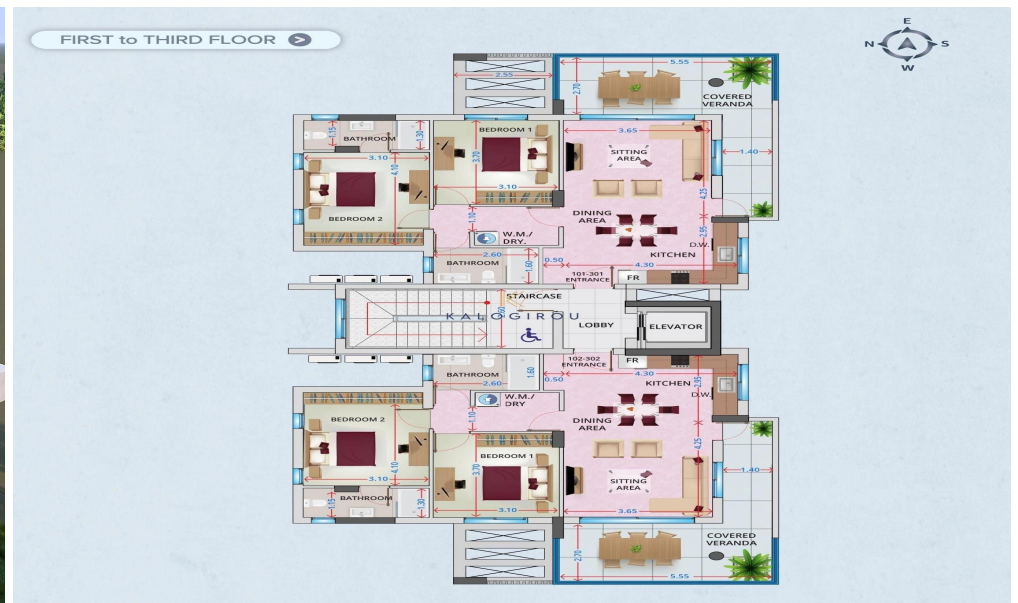 FIRST to THIRD FLOOR
E
N S
W
5.55
2.55
2.70
COVERED
VERANDA
1.15
BATHROOM
1.30
BEDROOM 1
3.65
SITTING
AREA
1.40
3.10
4.10
3.70
3.10
4.25
BEDROOM 2
1.10
DINING
AREA
2.95
W.M./
DRY.
D.W.
KITCHEN
2.60
BATHROOM
1.60
0.50
4.30
101-301
ENTRANCE
FR
STAIRCASE
KALOGIROU
2.60
LOBBY
ELEVATOR
102-302
ENTRANCE
FR
BATHROOM
1.60
2.60
0.50
4.30
KITCHEN
2.95
W.M./
DRY
D.W.
BEDROOM 2
1.10
DINING
AREA
4.10
3.70
BEDROOM 1
4.25
3.10
1.40
SITTING
AREA
1.15
BATHROOM
1.30
3.10
3.65
COVERED
VERANDA
2.70
5.55